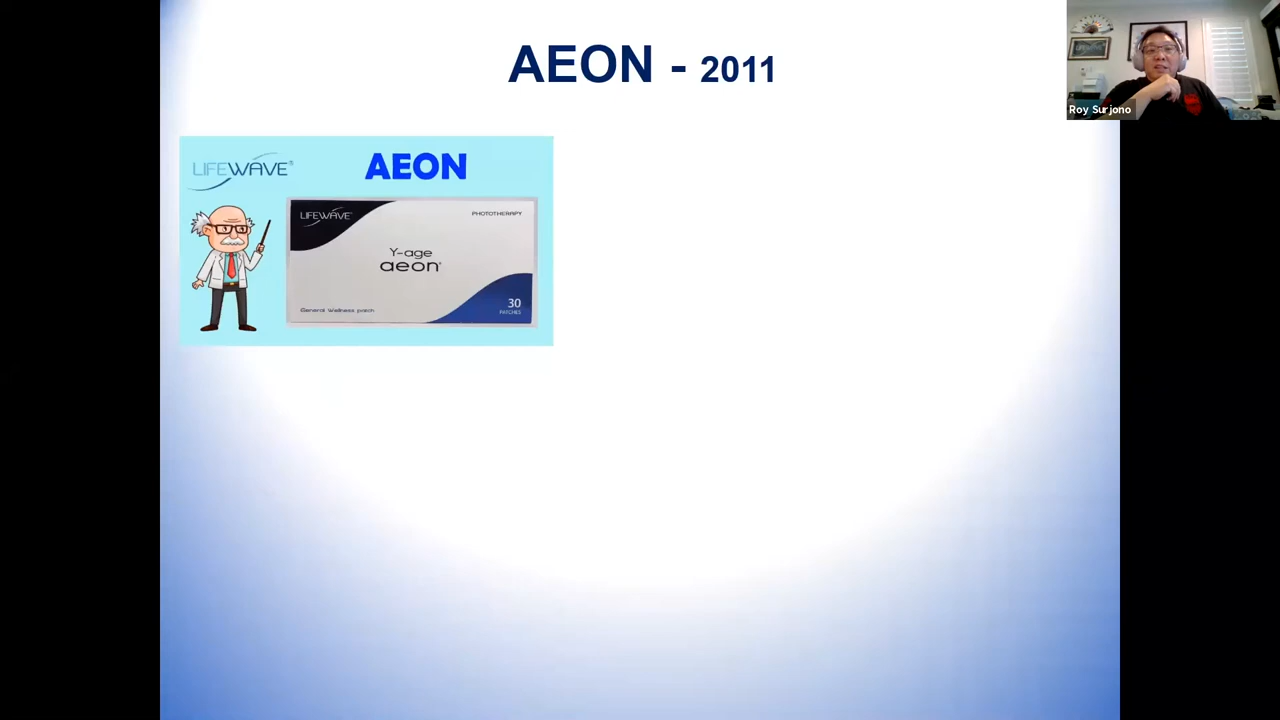 AEON - 2011
LIFEWAVE®
AEON
LIFEWAVE®
PHOTOTHERAPY
Y-age
aeon®
General Wellness patch
30
PATCHES
Roy Surjono